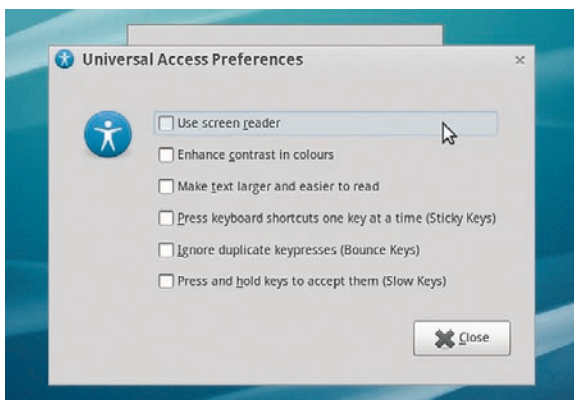 Universal Access Preferences
Use screen reader
Enhance contrast in colours
Make text larger and easier to read
Press keyboard shortcuts one key at a time (Sticky Keys)
Ignore duplicate keypresses (Bounce Keys)
Press and hold keys to accept them (Slow Keys)
Close